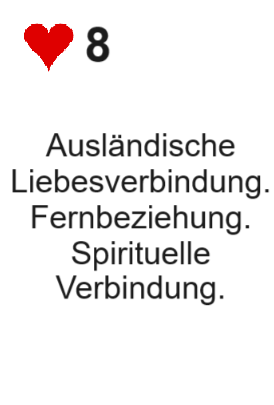 8
Ausländische
Liebesverbindung.
Fernbeziehung.
Spirituelle
Verbindung.